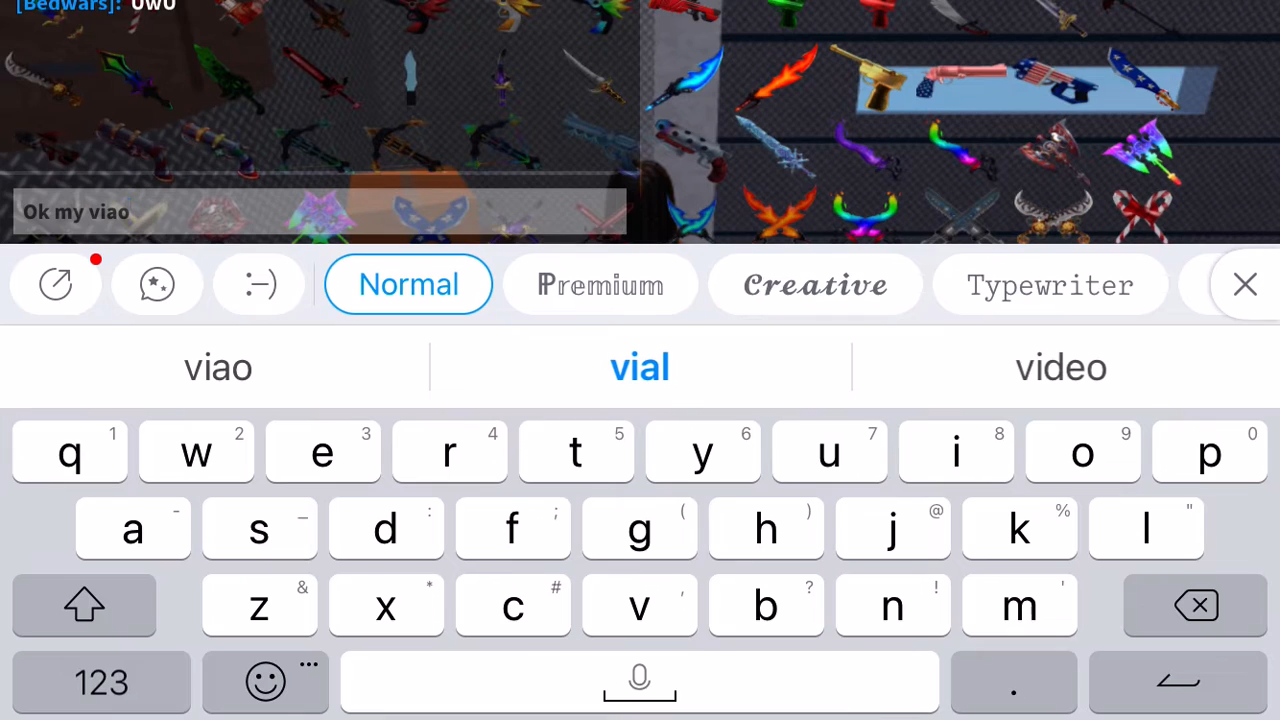 [Bedwars]: UwU
Ok my viao
:-) Normal Premium Creative Typewriter
viao vial video
q 1 w 2 e 3 r 4 t 5 y 6 u 7 i 8 o 9 p 0
a - s _ d : f ; g ( h ) j @ k % l "
z & x * c # v , b ? n ! m '
123 .